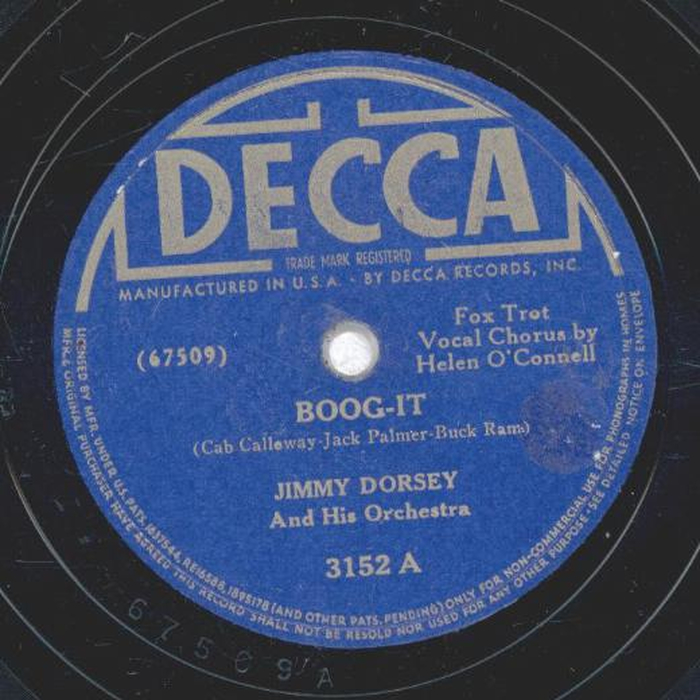 DECCA
TRADE MARK REGISTERED
MANUFACTURED IN U.S.A. - BY DECCA RECORDS, INC.
(67509)
Fox Trot
Vocal Chorus by
Helen O'Connell
BOOG-IT
(Cab Calloway-Jack Palmer-Buck Ram)
JIMMY DORSEY
And His Orchestra
3152 A
LICENSED BY MFR. UNDER U.S. PATS. 1637544, RE16588, 1895178 (AND OTHER PATS. PENDING) ONLY FOR NON-COMMERCIAL USE FOR PHONOGRAPHS IN HOMES
MFR. & ORIGINAL PURCHASER HAVE AGREED THIS RECORD SHALL NOT BE RESOLD NOR USED FOR ANY OTHER PURPOSE · SEE DETAILED NOTICE ON ENVELOPE
67509 A